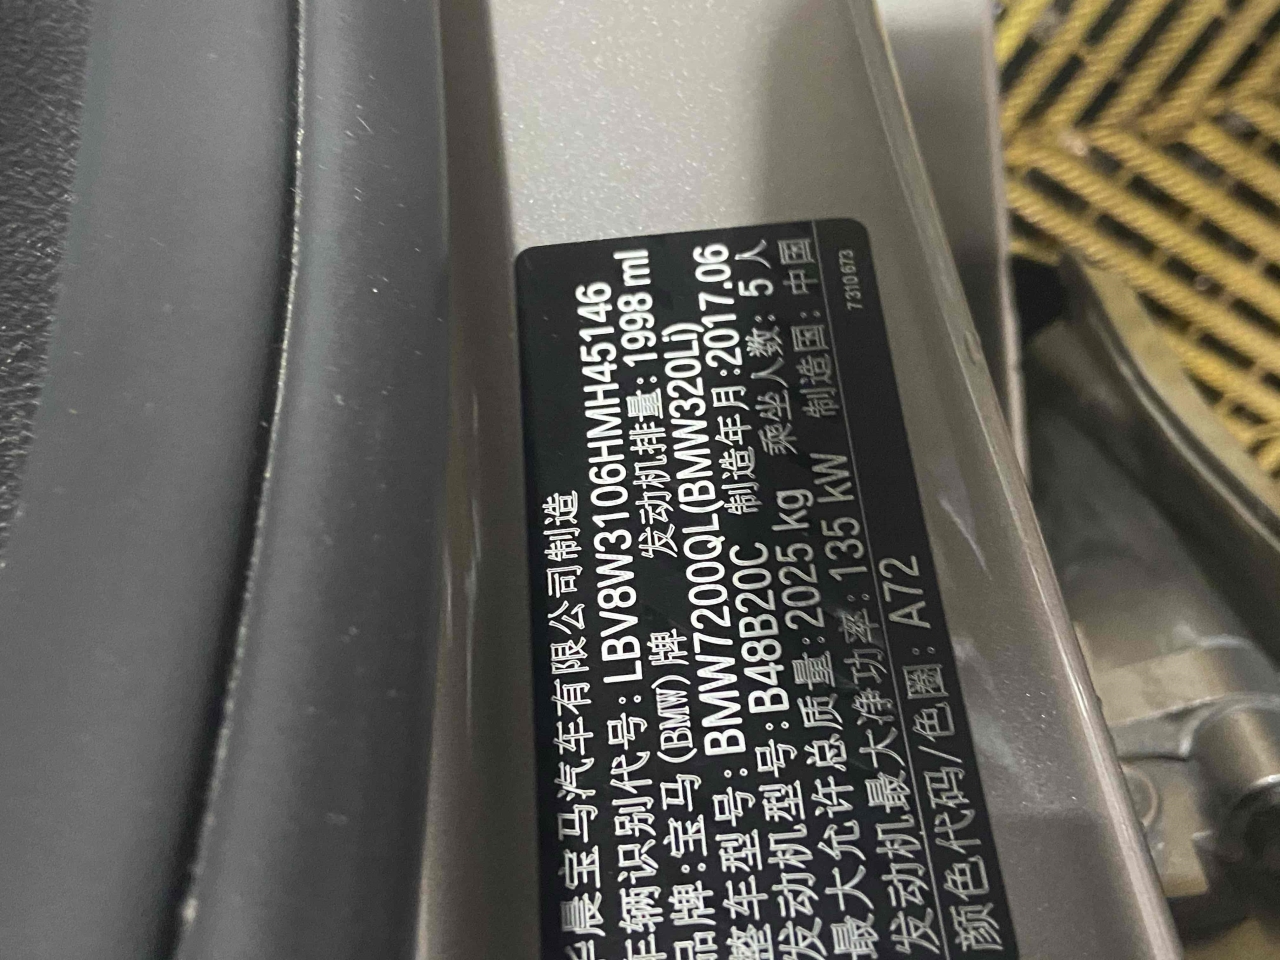 华晨宝马汽车有限公司制造
车辆识别代号:LBV8W3106HMH45146
品牌:宝马(BMW)牌 发动机排量:1998 ml
整车型号:BMW7200QL(BMW320Li)
发动机型号:B48B20C 制造年月:2017.06
最大允许总质量:2025 kg 乘坐人数:5人
发动机最大净功率:135 kW 制造国:中国
颜色代码/色圈:A72
7310673